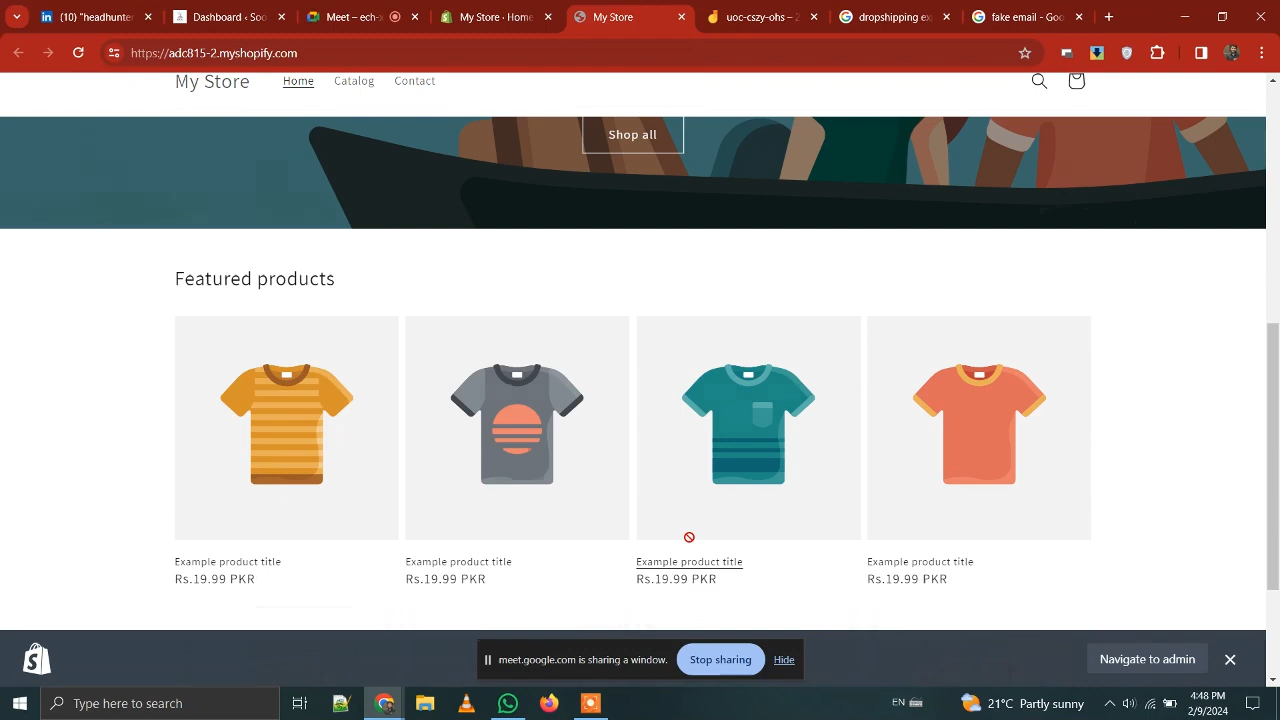 (10) "headhunter
Dashboard ‹ Soo
Meet – ech-x
My Store · Home
My Store
uoc-cszy-ohs – 2
dropshipping ex
fake email - Goo
https://adc815-2.myshopify.com
My Store
Home
Catalog
Contact
Shop all
Featured products
Example product title
Rs.19.99 PKR
Example product title
Rs.19.99 PKR
Example product title
Rs.19.99 PKR
Example product title
Rs.19.99 PKR
meet.google.com is sharing a window.
Stop sharing
Hide
Navigate to admin
Type here to search
EN
21°C Partly sunny
4:48 PM
2/9/2024